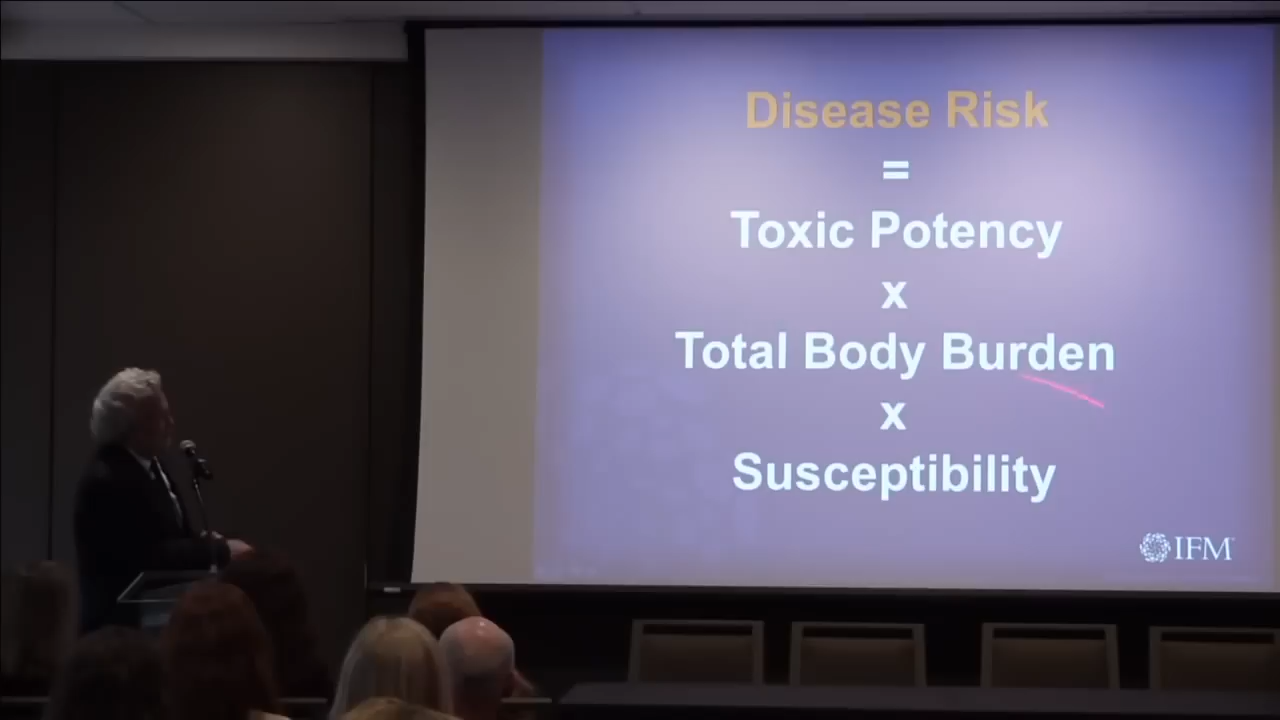 Disease Risk
=
Toxic Potency
x
Total Body Burden
x
Susceptibility
IFM